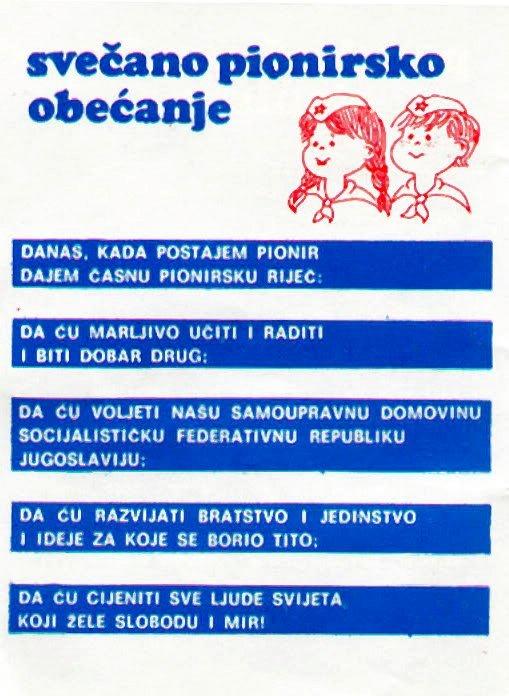 svečano pionirsko
obećanje
DANAS, KADA POSTAJEM PIONIR
DAJEM ČASNU PIONIRSKU RIJEČ:
DA ĆU MARLJIVO UČITI I RADITI
I BITI DOBAR DRUG;
DA ĆU VOLJETI NAŠU SAMOUPRAVNU DOMOVINU
SOCIJALISTIČKU FEDERATIVNU REPUBLIKU
JUGOSLAVIJU;
DA ĆU RAZVIJATI BRATSTVO I JEDINSTVO
I IDEJE ZA KOJE SE BORIO TITO;
DA ĆU CIJENITI SVE LJUDE SVIJETA
KOJI ŽELE SLOBODU I MIR!